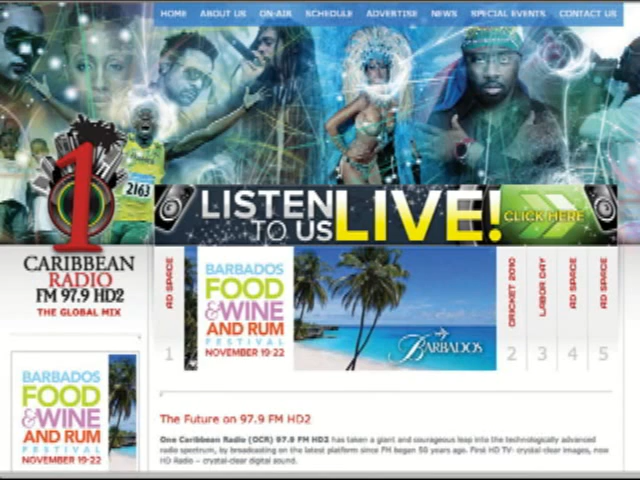 HOME ABOUT US ON-AIR SCHEDULE ADVERTISE NEWS SPECIAL EVENTS CONTACT US
2163
LISTEN TO US LIVE! CLICK HERE
1
CARIBBEAN
RADIO
FM 97.9 HD2
THE GLOBAL MIX
AD SPACE
1
BARBADOS
FOOD
& WINE
AND RUM
FESTIVAL
NOVEMBER 19-22
BARBADOS
CRICKET 2010
2
LABOR DAY
3
AD SPACE
4
AD SPACE
5
BARBADOS
FOOD
& WINE
AND RUM
FESTIVAL
NOVEMBER 19-22
The Future on 97.9 FM HD2
One Caribbean Radio (OCR) 97.9 FM HD2 has taken a giant and courageous leap into the technologically advanced
radio spectrum, by broadcasting on the latest platform since FM began 50 years ago. First HD TV- crystal-clear images, now
HD Radio – crystal-clear digital sound.